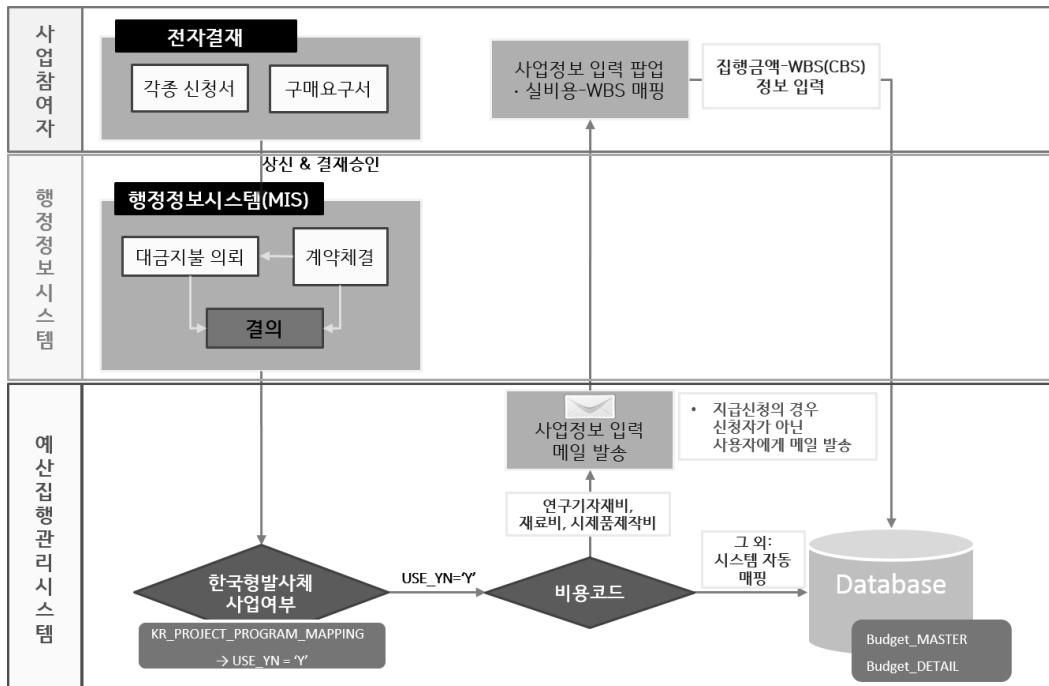 사업참여자
전자결재
각종 신청서
구매요구서
사업정보 입력 팝업
· 실비용-WBS 매핑
집행금액-WBS(CBS)
정보 입력
상신 & 결재승인
행정정보시스템
행정정보시스템(MIS)
대금지불 의뢰
계약체결
결의
예산집행관리시스템
사업정보 입력
메일 발송
• 지급신청의 경우
신청자가 아닌
사용자에게 메일 발송
연구기자재비,
재료비, 시제품제작비
한국형발사체
사업여부
USE_YN=‘Y’
비용코드
그 외:
시스템 자동
매핑
Database
KR_PROJECT_PROGRAM_MAPPING
→ USE_YN = ‘Y’
Budget_MASTER
Budget_DETAIL